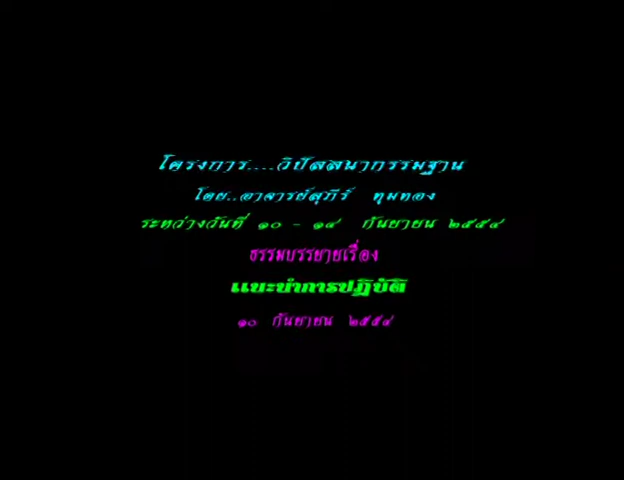 โครงการ....วิปัสสนากรรมฐาน
โดย..อาจารย์สุภีร์ ทุมทอง
ระหว่างวันที่ ๑๐ - ๑๔ กันยายน ๒๕๕๔
ธรรมบรรยายเรื่อง
แนะนำการปฏิบัติ
๑๐ กันยายน ๒๕๕๔